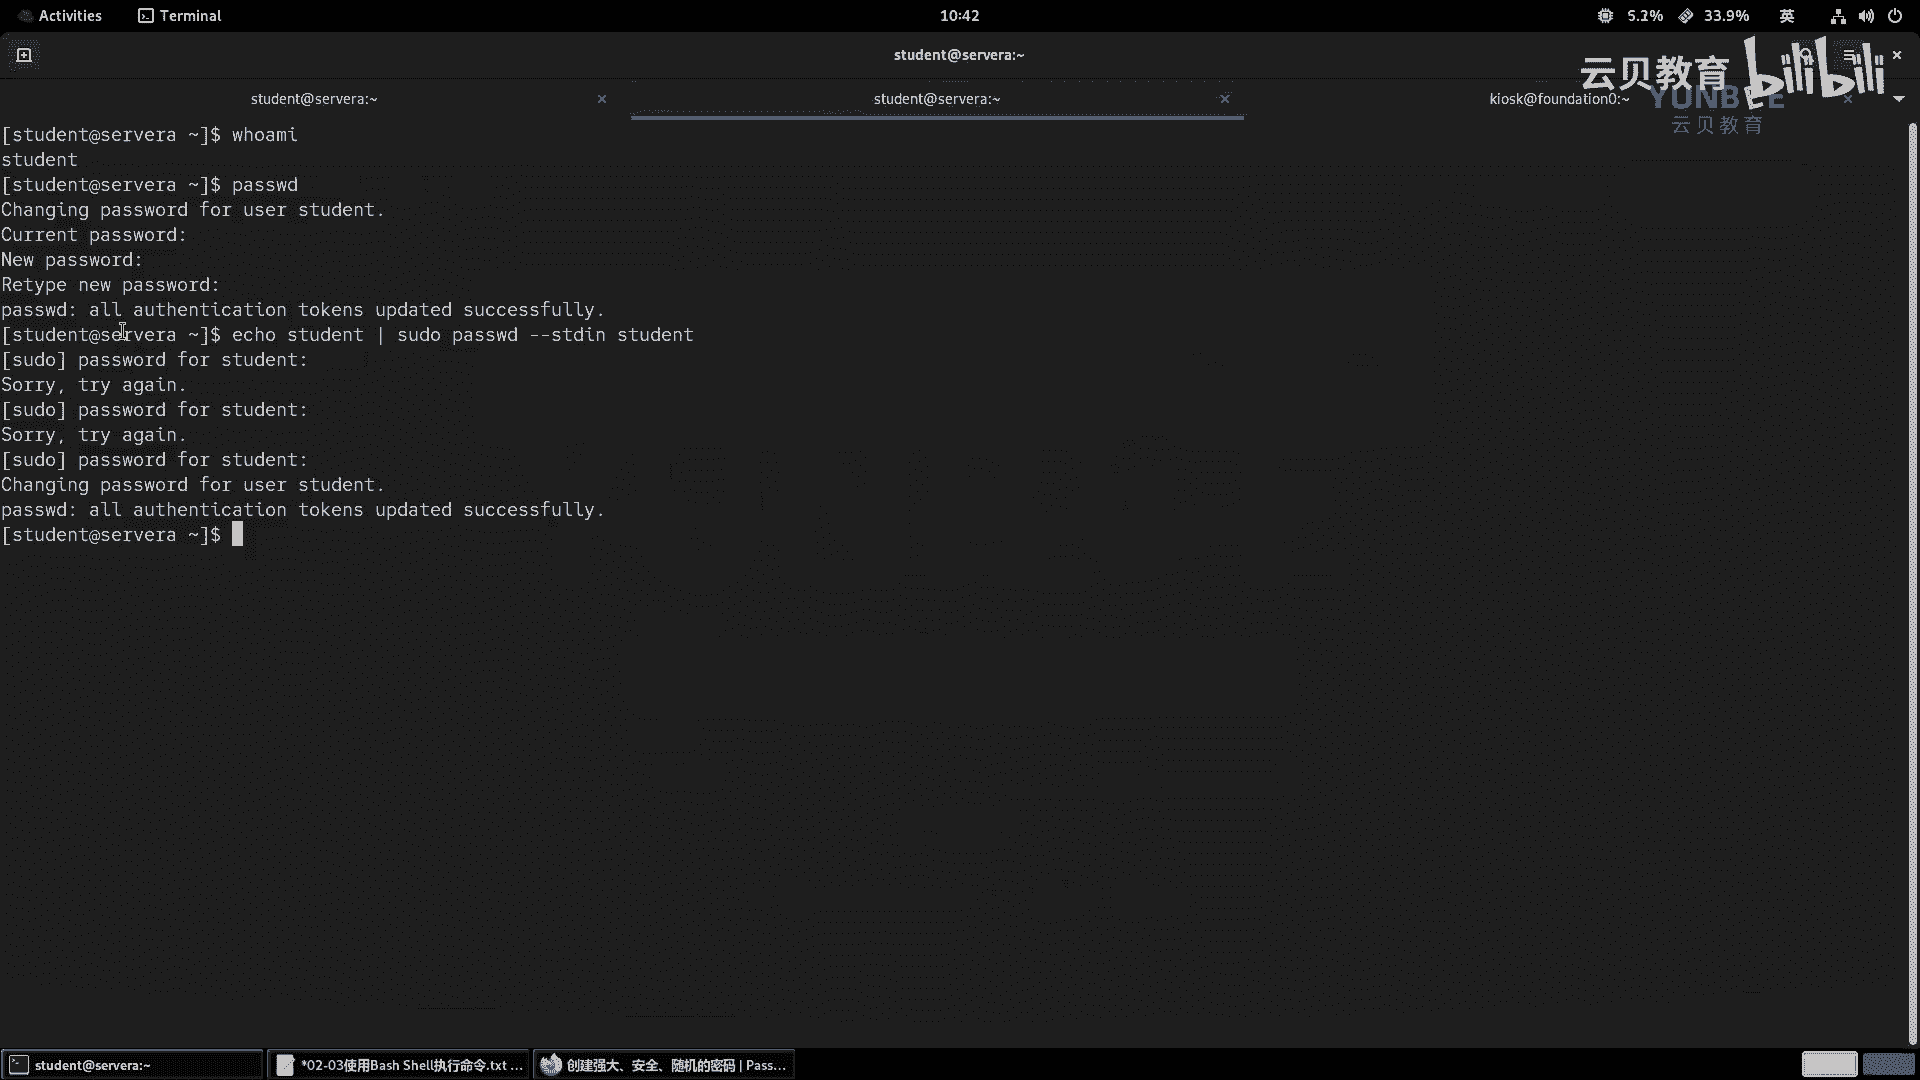 Activities
Terminal
10:42
5.2%
33.9%
英
student@servera:~
云贝教育
bilibili
student@servera:~
student@servera:~
kiosk@foundation0:~
YUNBEE
云贝教育
[student@servera ~]$ whoami
student
[student@servera ~]$ passwd
Changing password for user student.
Current password:
New password:
Retype new password:
passwd: all authentication tokens updated successfully.
[student@servera ~]$ echo student | sudo passwd --stdin student
[sudo] password for student:
Sorry, try again.
[sudo] password for student:
Sorry, try again.
[sudo] password for student:
Changing password for user student.
passwd: all authentication tokens updated successfully.
[student@servera ~]$
student@servera:~
*02-03使用Bash Shell执行命令.txt ...
创建强大、安全、随机的密码 | Pass...